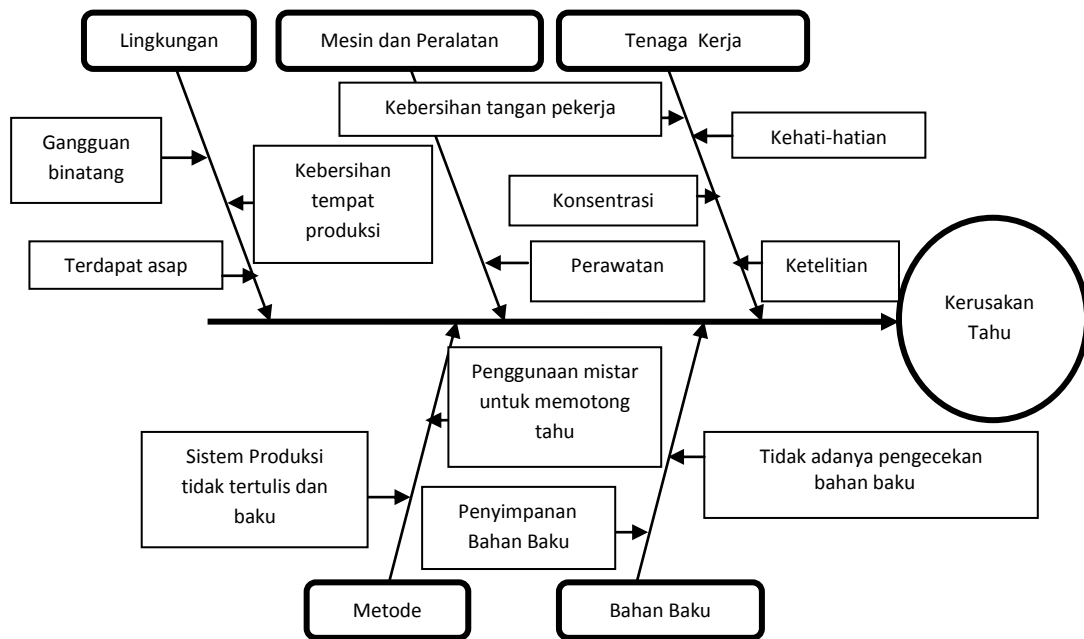 Lingkungan
Mesin dan Peralatan
Tenaga Kerja
Kebersihan tangan pekerja
Kehati-hatian
Gangguan
binatang
Kebersihan
tempat
produksi
Konsentrasi
Terdapat asap
Perawatan
Ketelitian
Kerusakan
Tahu
Penggunaan mistar
untuk memotong
tahu
Sistem Produksi
tidak tertulis dan
baku
Tidak adanya pengecekan
bahan baku
Penyimpanan
Bahan Baku
Metode
Bahan Baku